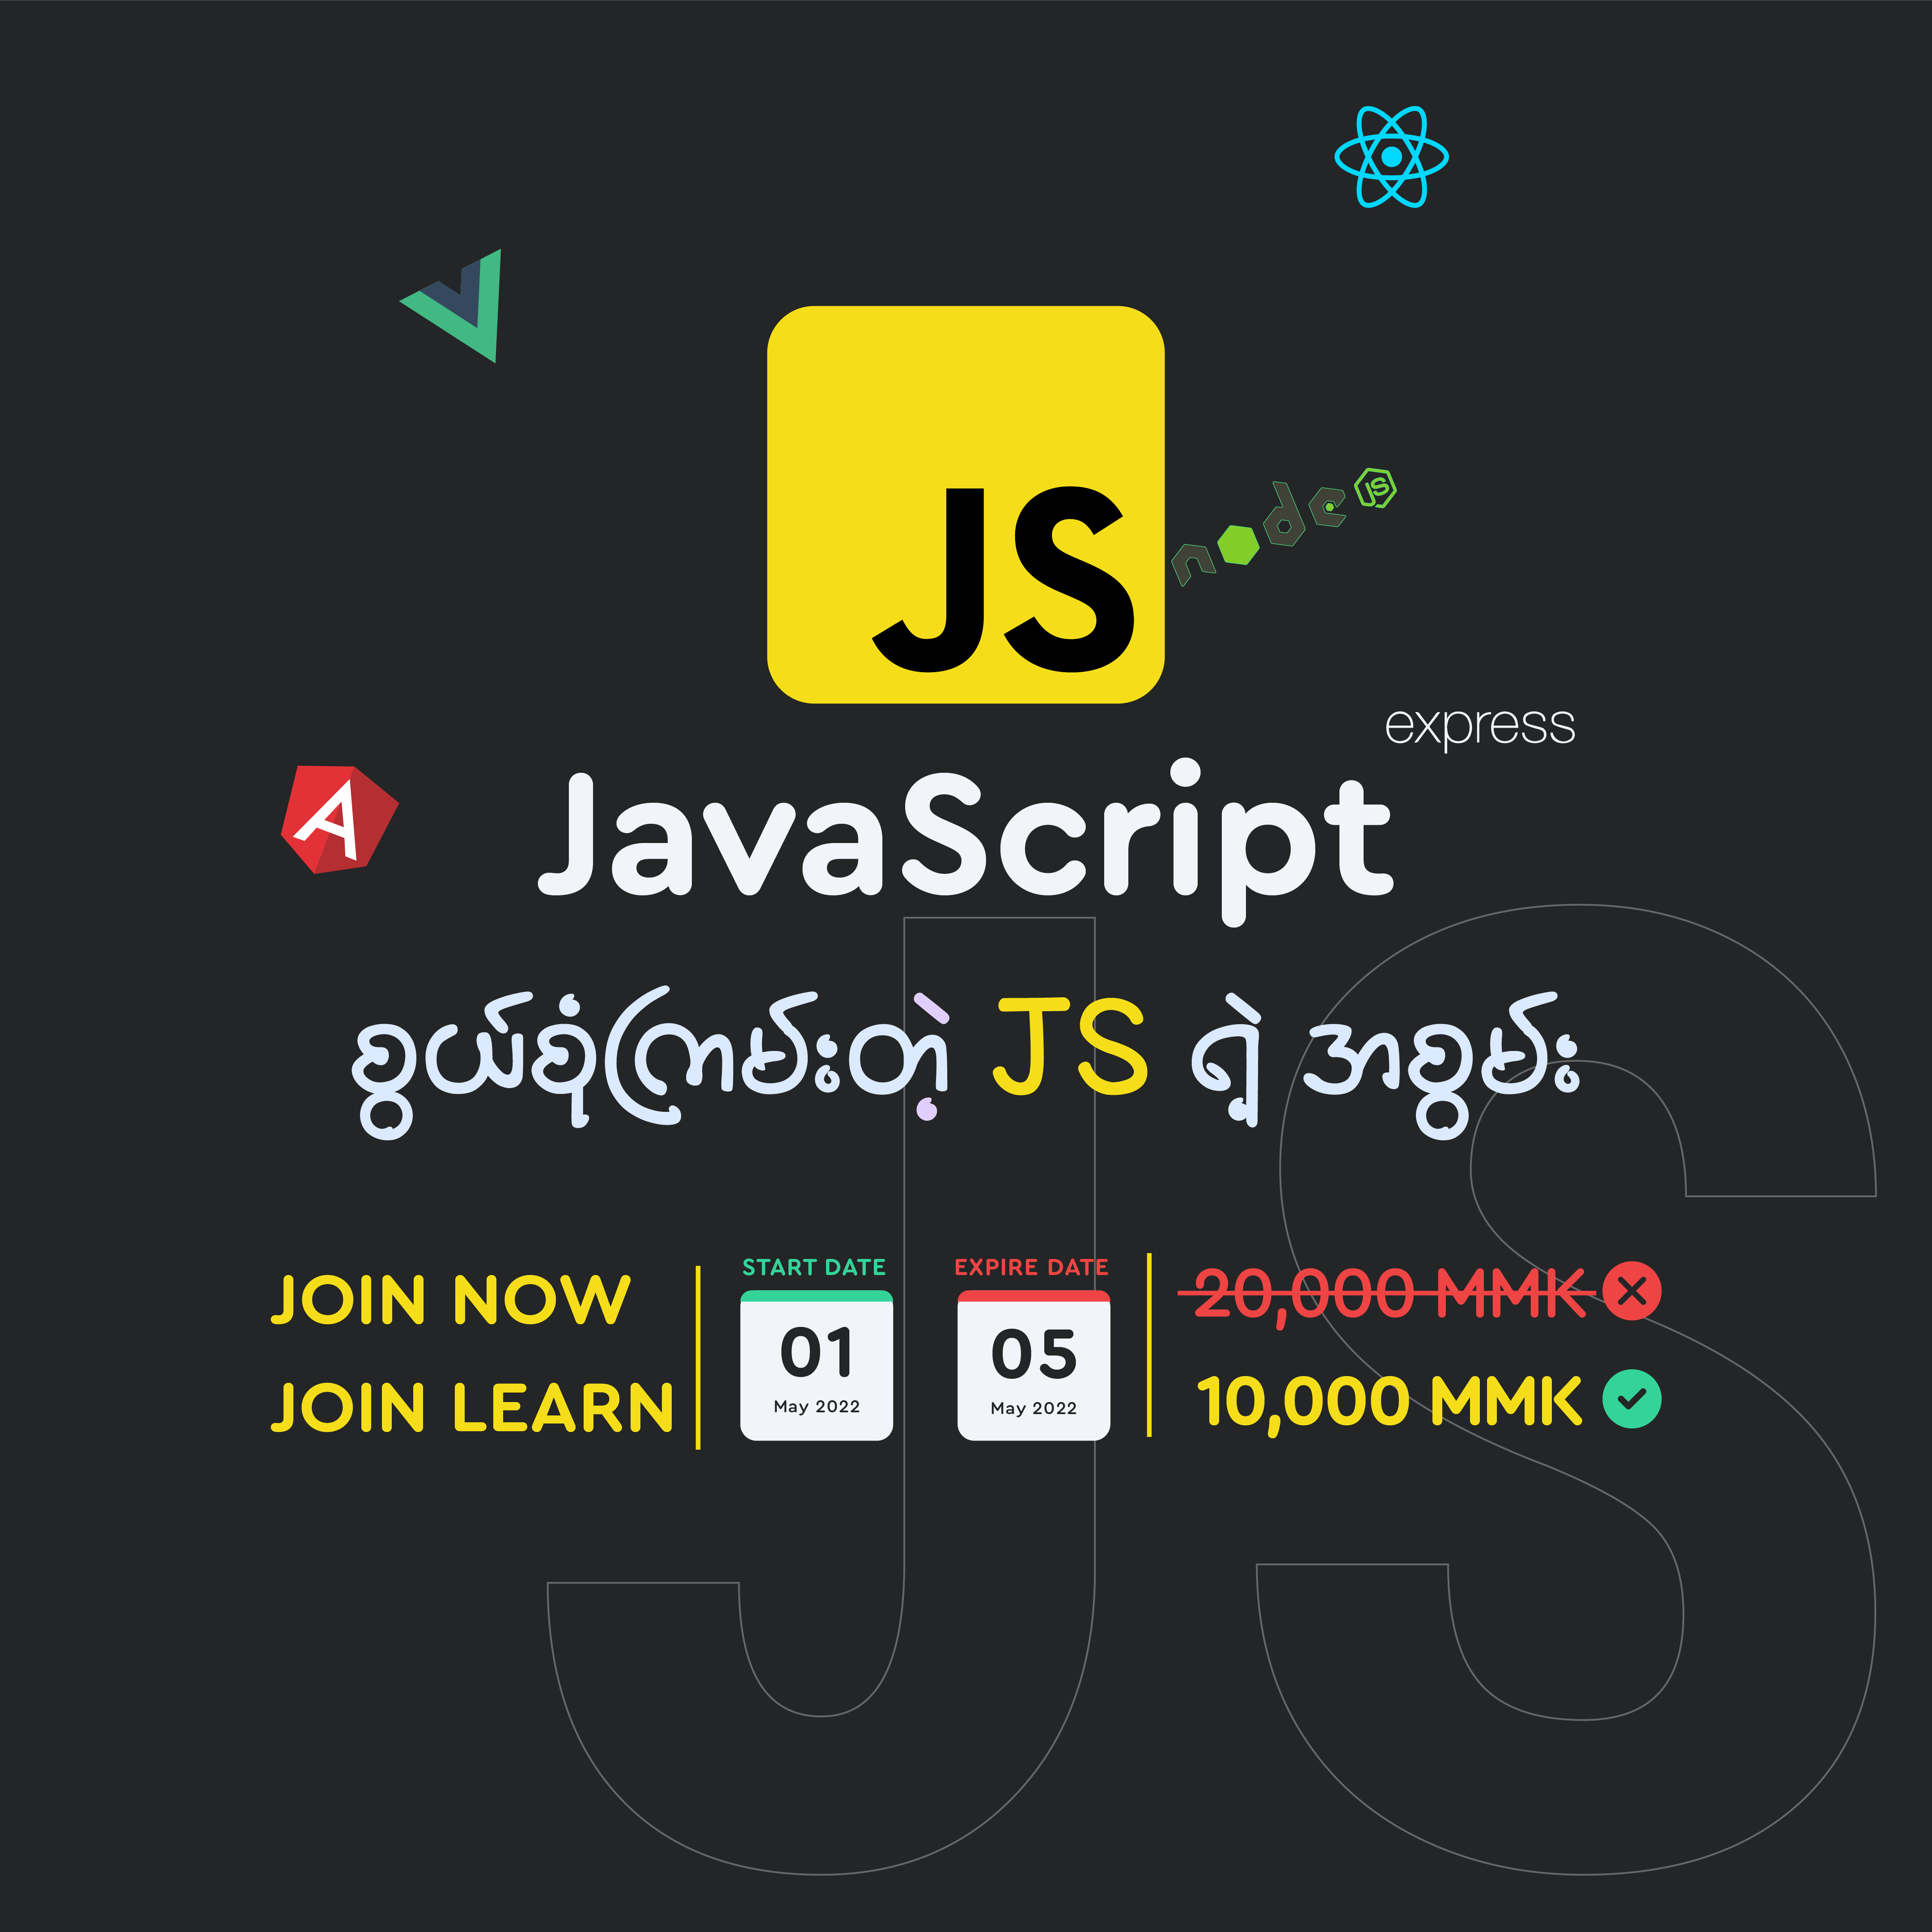 JS
node
JS
express
JavaScript
စွယ်စုံကြမ်းတဲ့ JS ရဲ့ အစွမ်း
JOIN NOW
JOIN LEARN
START DATE
01
May 2022
EXPIRE DATE
05
May 2022
20,000 MMK
10,000 MMK
JS